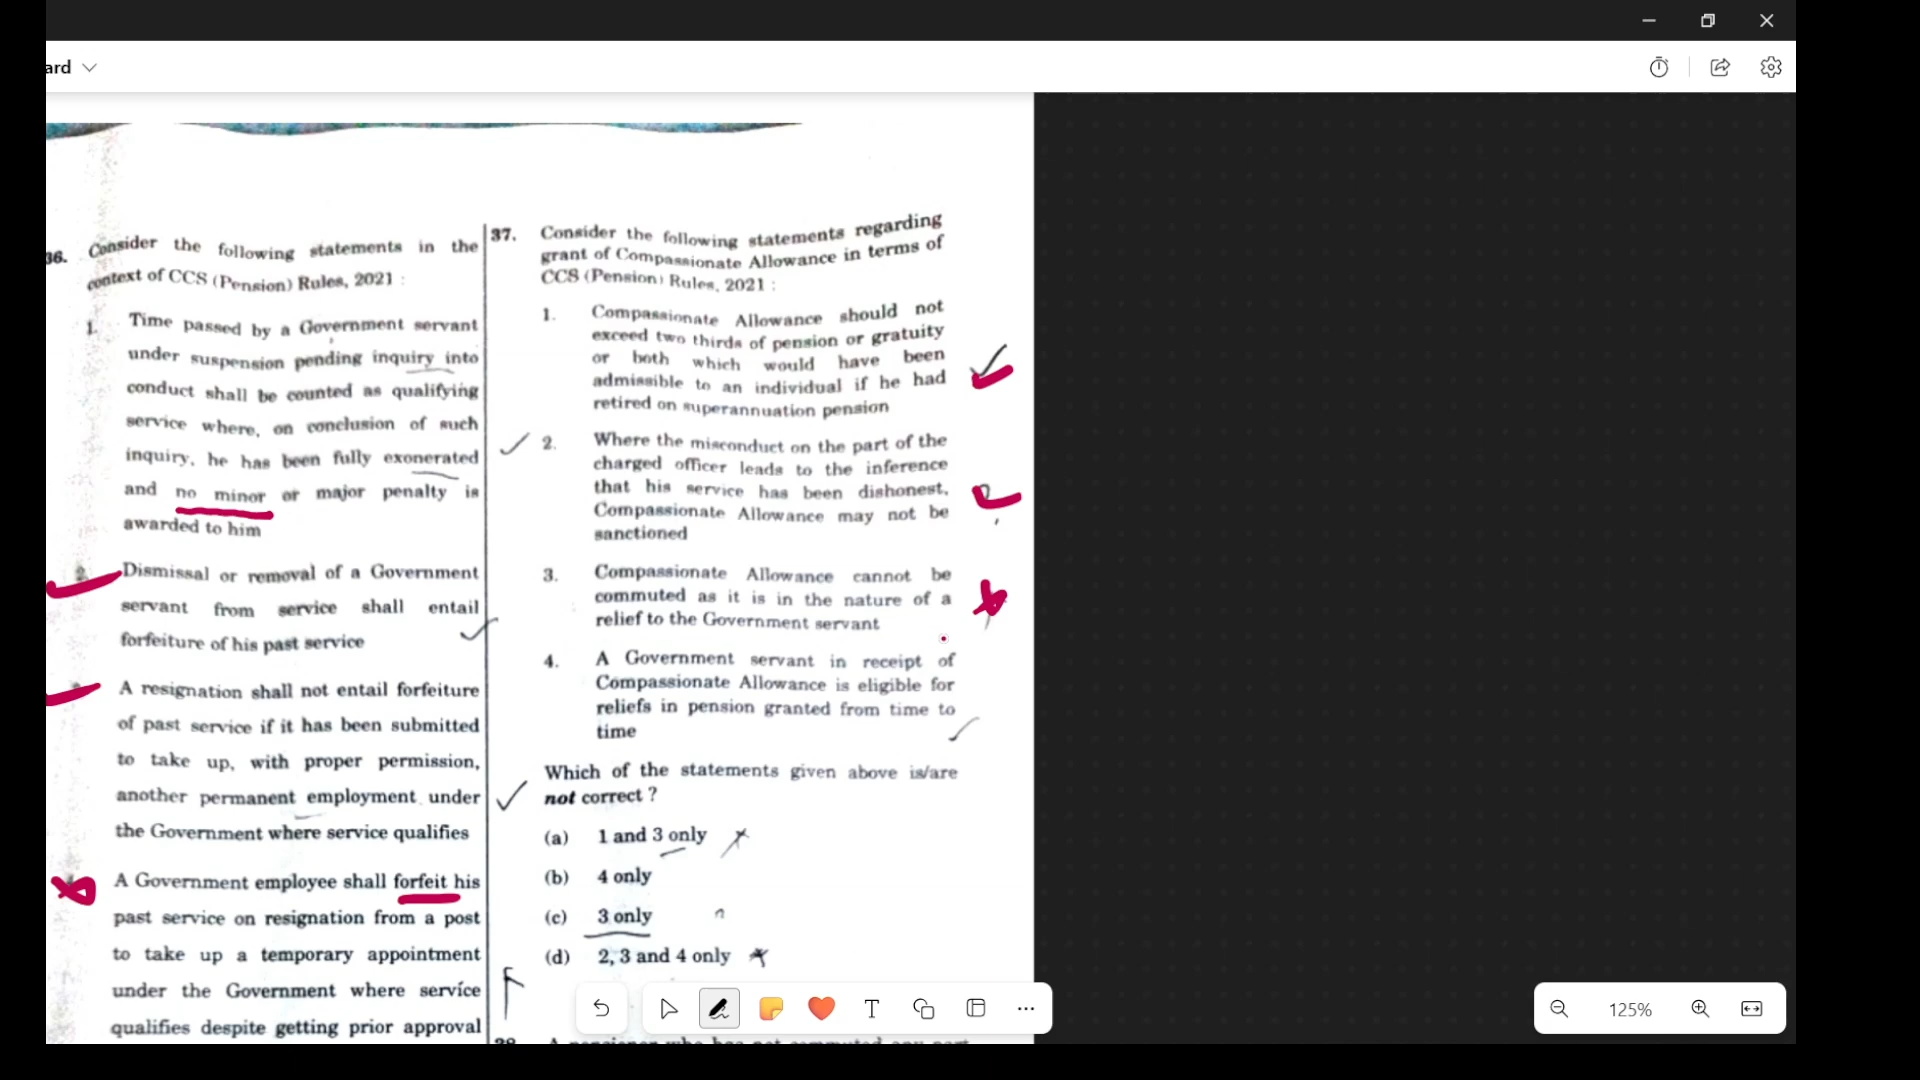 ard
36. Consider the following statements in the
context of CCS (Pension) Rules, 2021 :
1. Time passed by a Government servant
under suspension pending inquiry into
conduct shall be counted as qualifying
service where, on conclusion of such
inquiry, he has been fully exonerated
and no minor or major penalty is
awarded to him
Dismissal or removal of a Government
servant from service shall entail
forfeiture of his past service
A resignation shall not entail forfeiture
of past service if it has been submitted
to take up, with proper permission,
another permanent employment under
the Government where service qualifies
A Government employee shall forfeit his
past service on resignation from a post
to take up a temporary appointment
under the Government where service
qualifies despite getting prior approval
37. Consider the following statements regarding
grant of Compassionate Allowance in terms of
CCS (Pension) Rules, 2021 :
1. Compassionate Allowance should not
exceed two thirds of pension or gratuity
or both which would have been
admissible to an individual if he had
retired on superannuation pension
2. Where the misconduct on the part of the
charged officer leads to the inference
that his service has been dishonest,
Compassionate Allowance may not be
sanctioned
3. Compassionate Allowance cannot be
commuted as it is in the nature of a
relief to the Government servant
4. A Government servant in receipt of
Compassionate Allowance is eligible for
reliefs in pension granted from time to
time
Which of the statements given above is/are
not correct ?
(a) 1 and 3 only
(b) 4 only
(c) 3 only
(d) 2, 3 and 4 only
125%